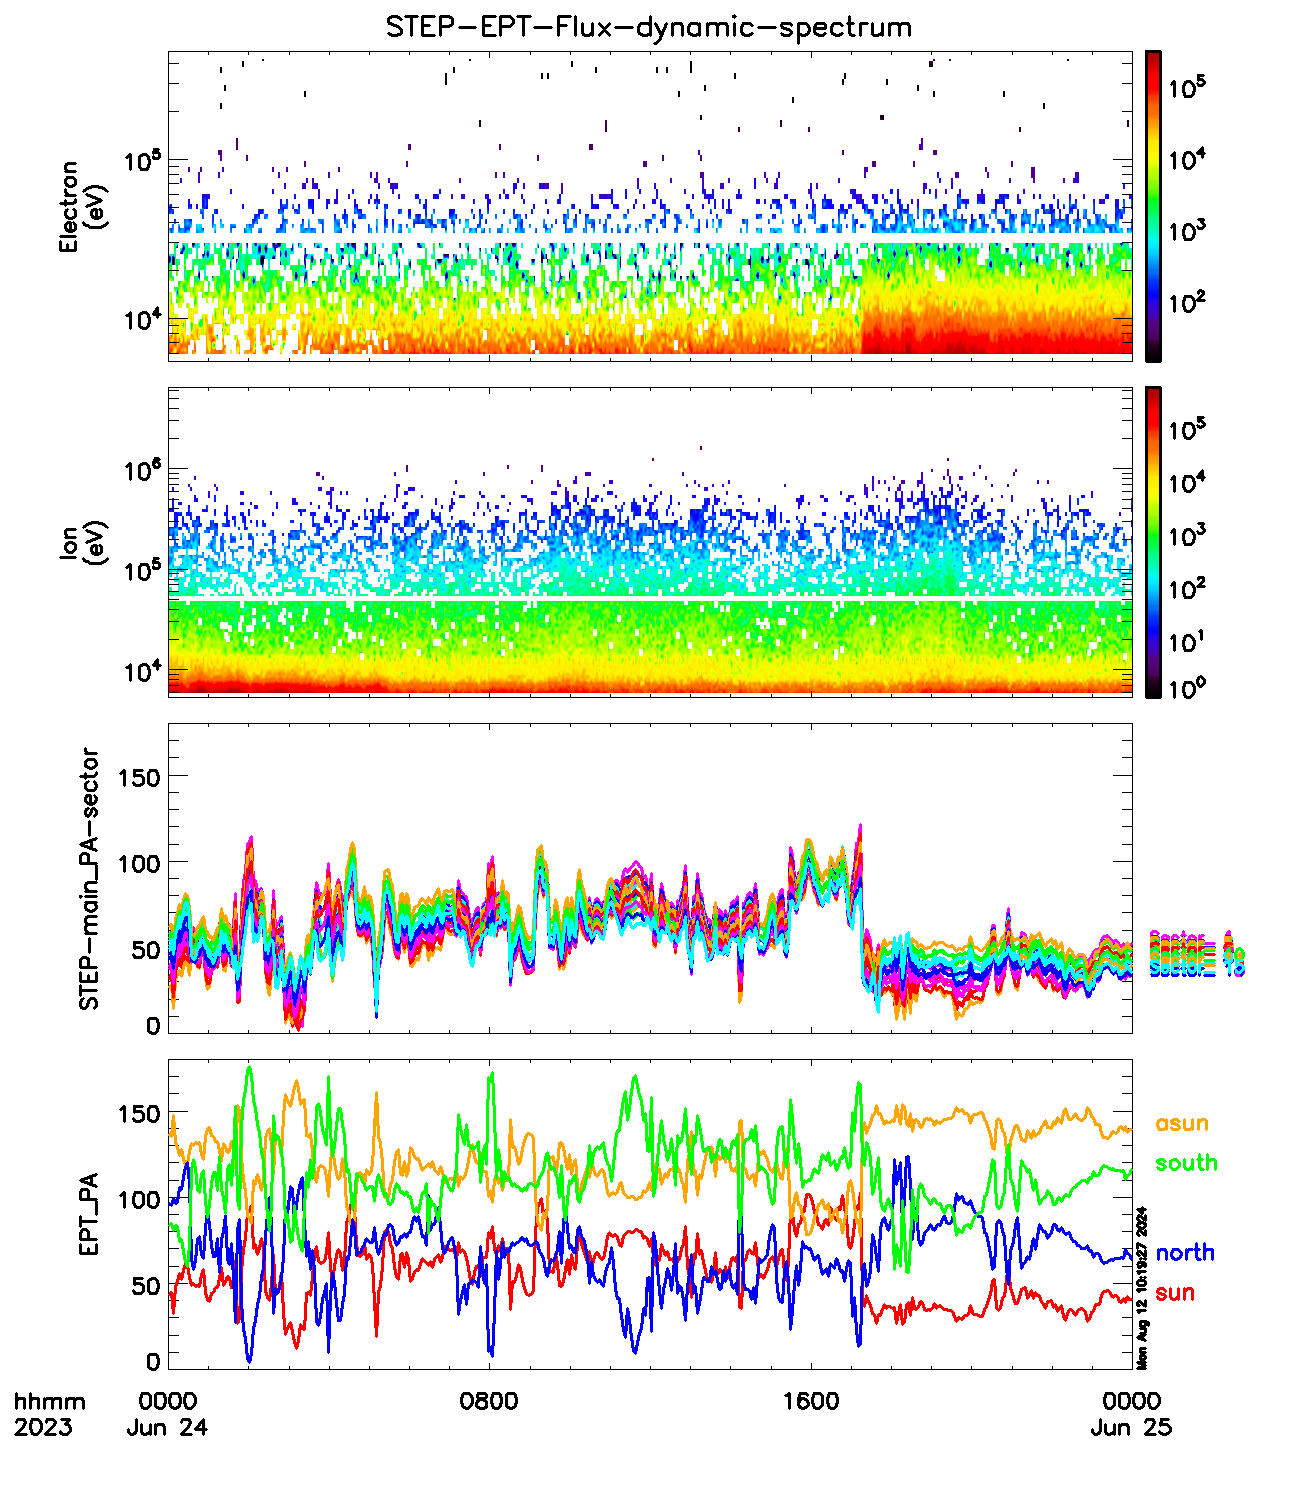 STEP-EPT-Flux-dynamic-spectrum
Electron
(eV)
10^5
10^4
10^5
10^4
10^3
10^2
Ion
(eV)
10^6
10^5
10^4
10^5
10^4
10^3
10^2
10^1
10^0
STEP-main_PA-sector
150
100
50
0
EPT_PA
150
100
50
0
asun
south
north
sun
Mon Aug 12 10:19:27 2024
hhmm
2023
0000
0800
1600
0000
Jun 24
Jun 25